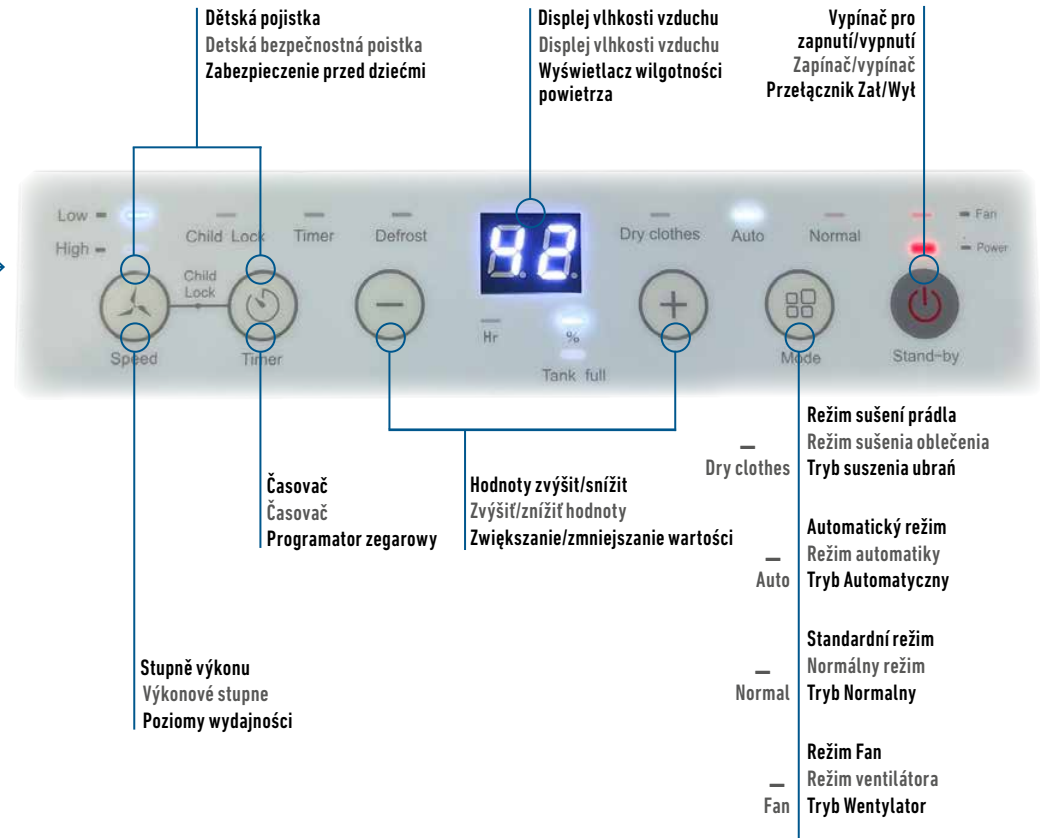 Dětská pojistka
Detská bezpečnostná poistka
Zabezpieczenie przed dziećmi
Displej vlhkosti vzduchu
Displej vlhkosti vzduchu
Wyświetlacz wilgotności
powietrza
Vypínač pro
zapnutí/vypnutí
Zapínač/vypínač
Przełącznik Zał/Wył
Low
High
Child Lock
Timer
Defrost
42
Dry clothes
Auto
Normal
Fan
Power
Child
Lock
Speed
Timer
Hr
%
Tank full
Mode
Stand-by
Časovač
Časovač
Programator zegarowy
Hodnoty zvýšit/snížit
Zvýšiť/znížiť hodnoty
Zwiększanie/zmniejszanie wartości
Stupně výkonu
Výkonové stupne
Poziomy wydajności
Režim sušení prádla
Režim sušenia oblečenia
Dry clothes Tryb suszenia ubrań
Automatický režim
Režim automatiky
Auto Tryb Automatyczny
Standardní režim
Normálny režim
Normal Tryb Normalny
Režim Fan
Režim ventilátora
Fan Tryb Wentylator